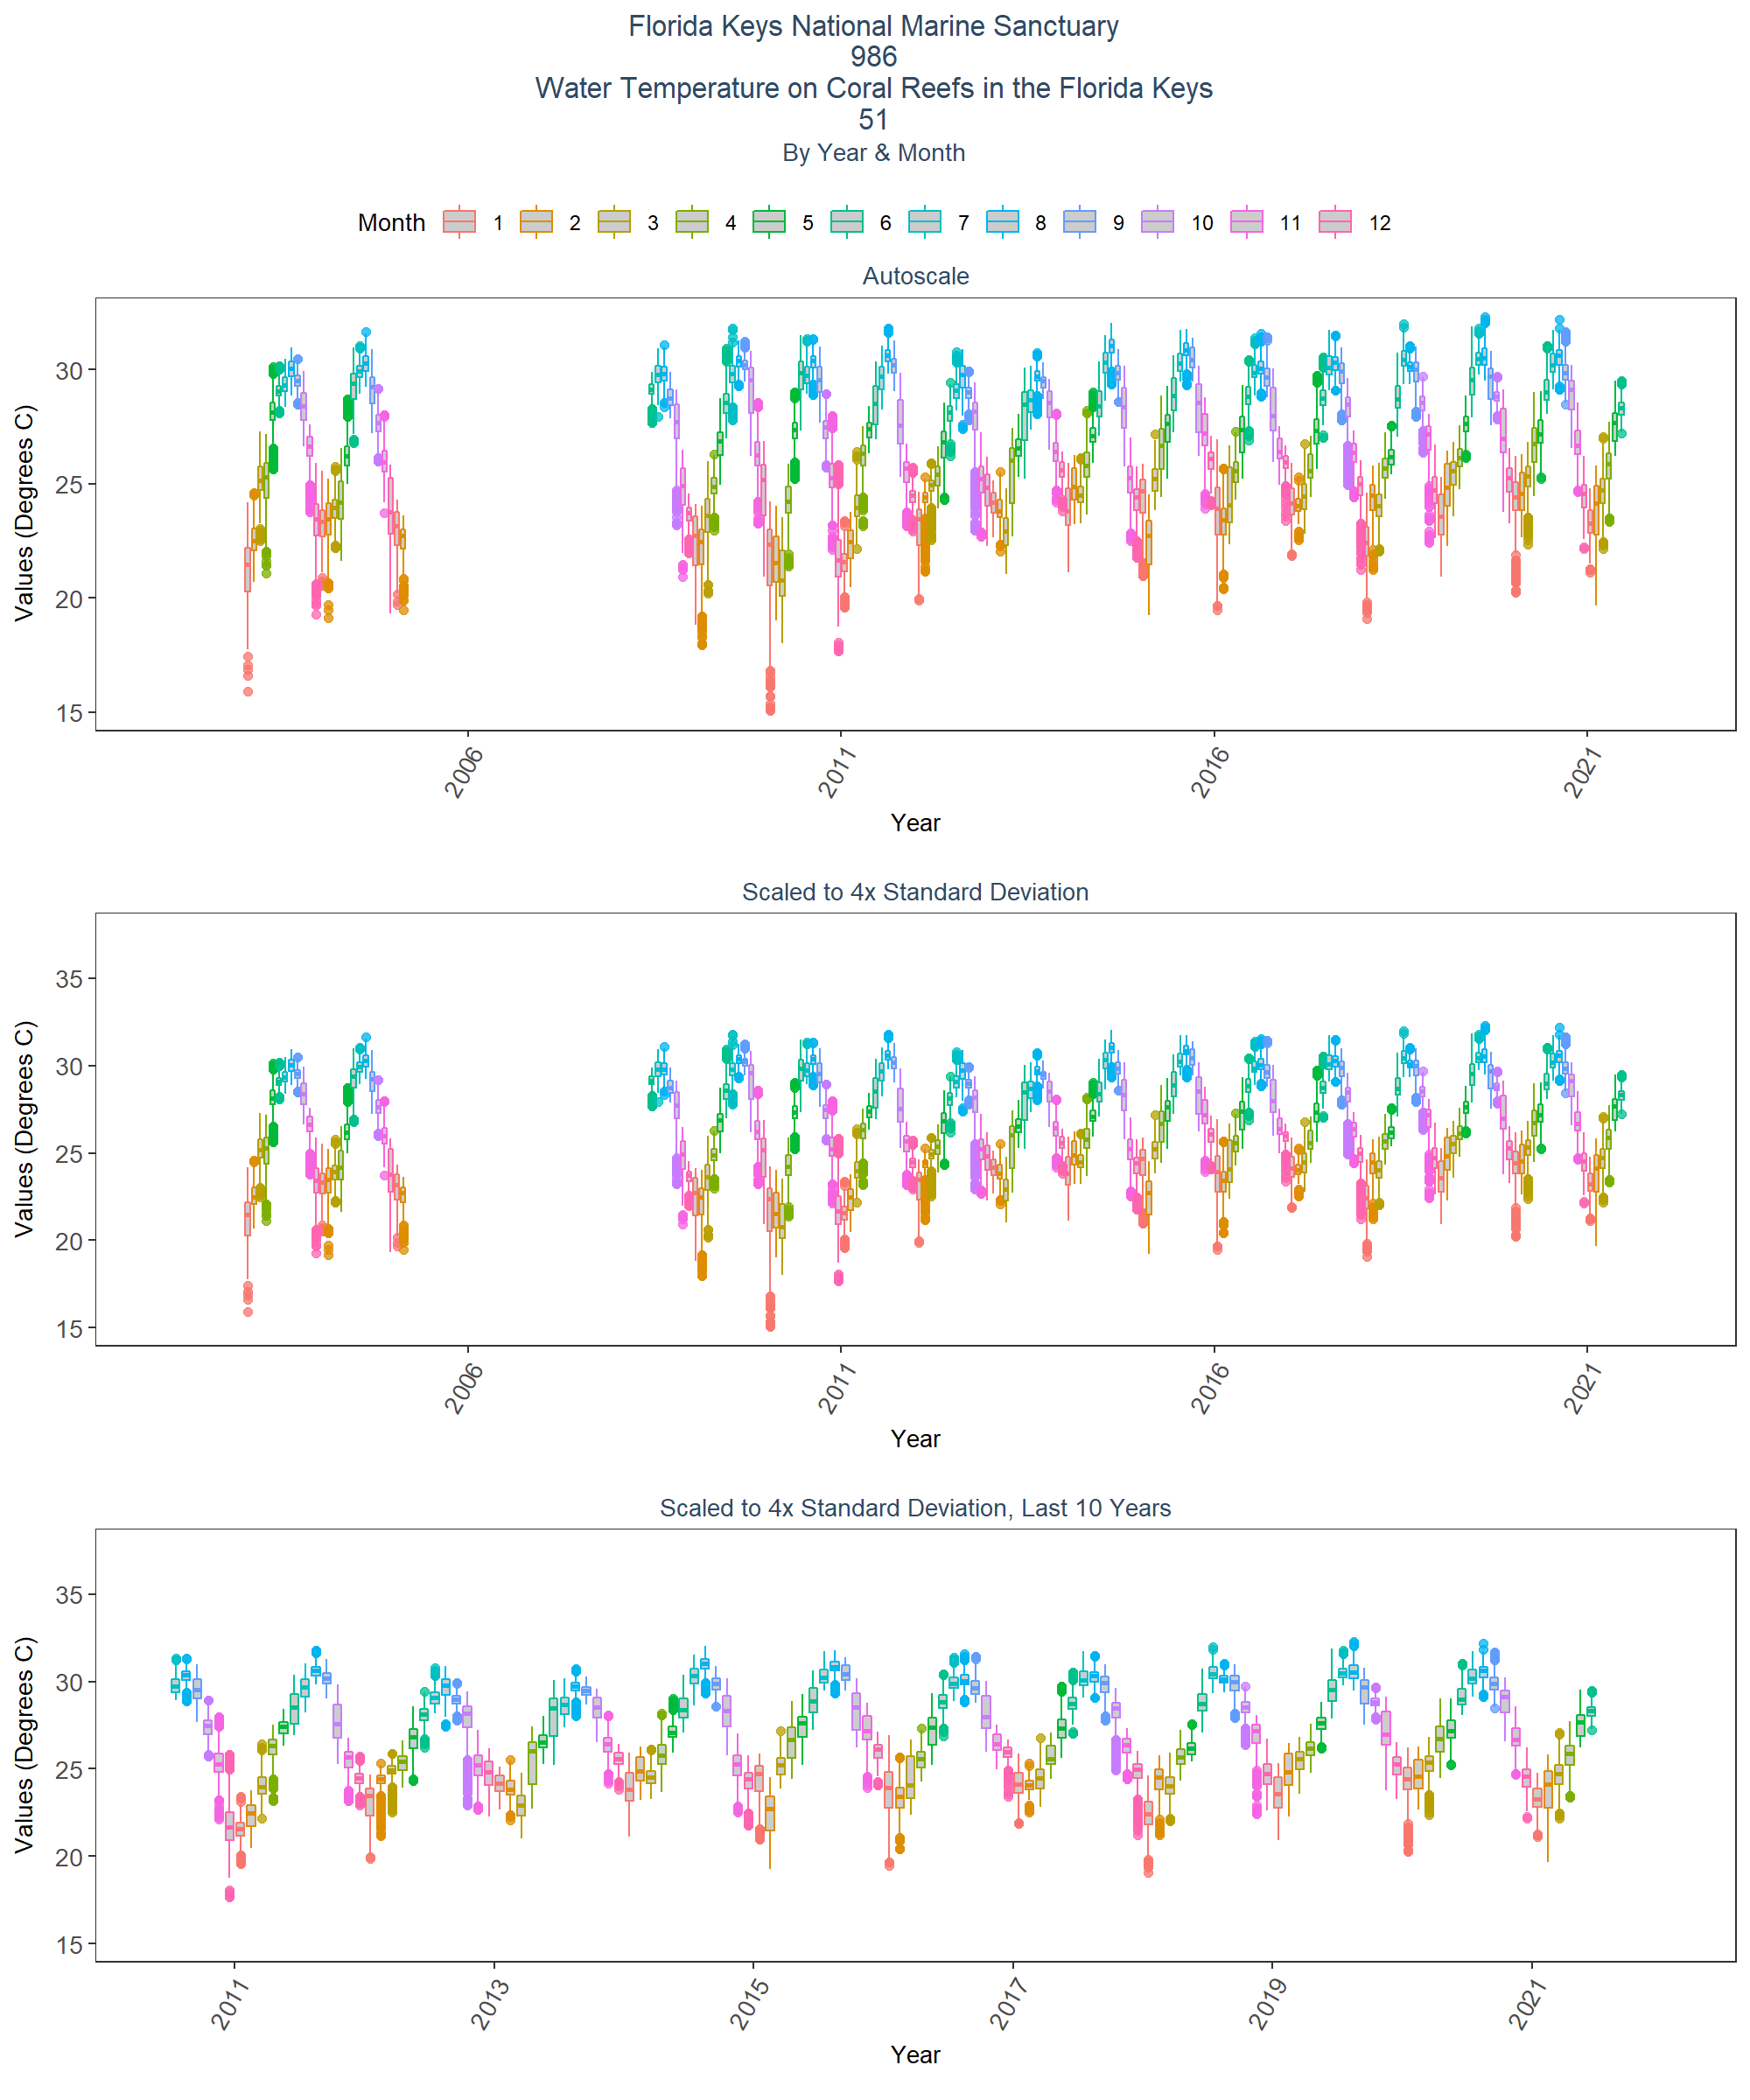 Florida Keys National Marine Sanctuary
986
Water Temperature on Coral Reefs in the Florida Keys
51
By Year & Month
Month 1 2 3 4 5 6 7 8 9 10 11 12
Autoscale
Values (Degrees C)
30
25
20
15
2006 2011 2016 2021
Year
Scaled to 4x Standard Deviation
Values (Degrees C)
35
30
25
20
15
2006 2011 2016 2021
Year
Scaled to 4x Standard Deviation, Last 10 Years
Values (Degrees C)
35
30
25
20
15
2011 2013 2015 2017 2019 2021
Year